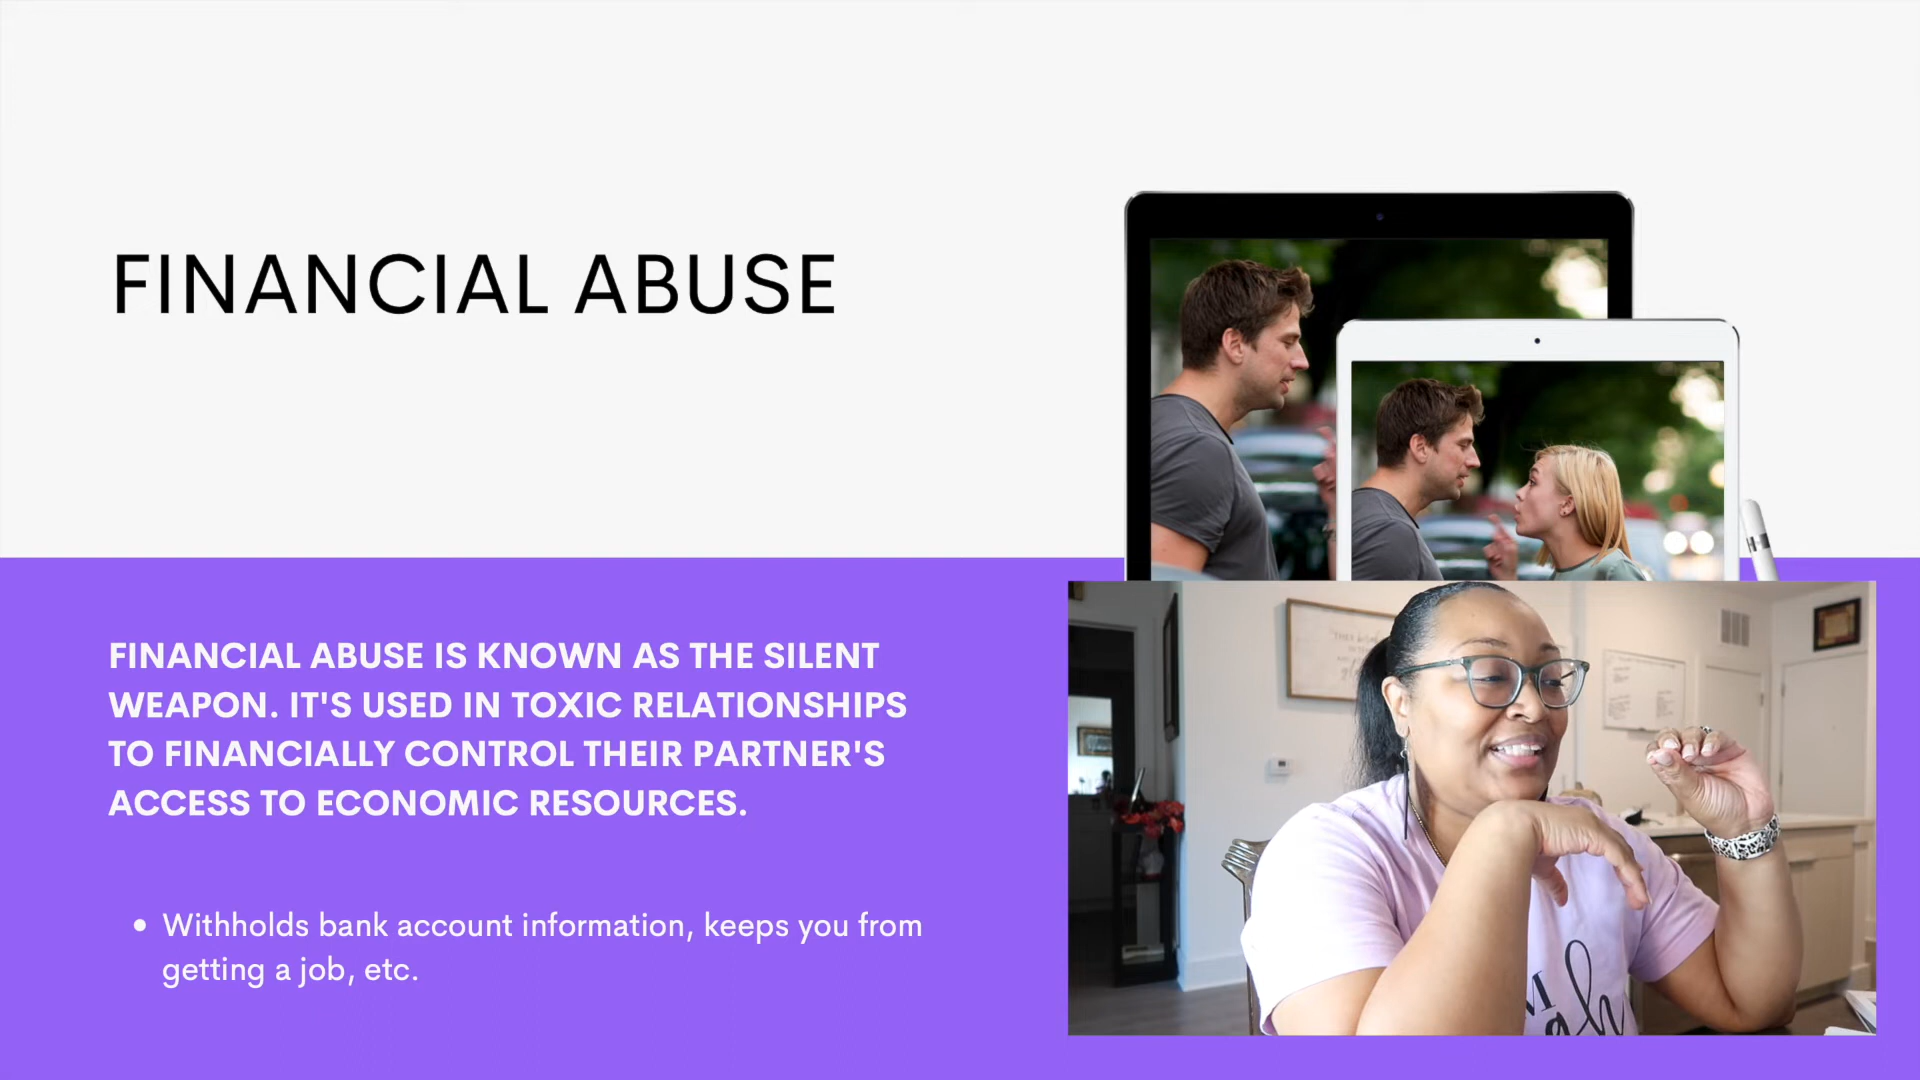 FINANCIAL ABUSE
FINANCIAL ABUSE IS KNOWN AS THE SILENT
WEAPON. IT'S USED IN TOXIC RELATIONSHIPS
TO FINANCIALLY CONTROL THEIR PARTNER'S
ACCESS TO ECONOMIC RESOURCES.
• Withholds bank account information, keeps you from
getting a job, etc.